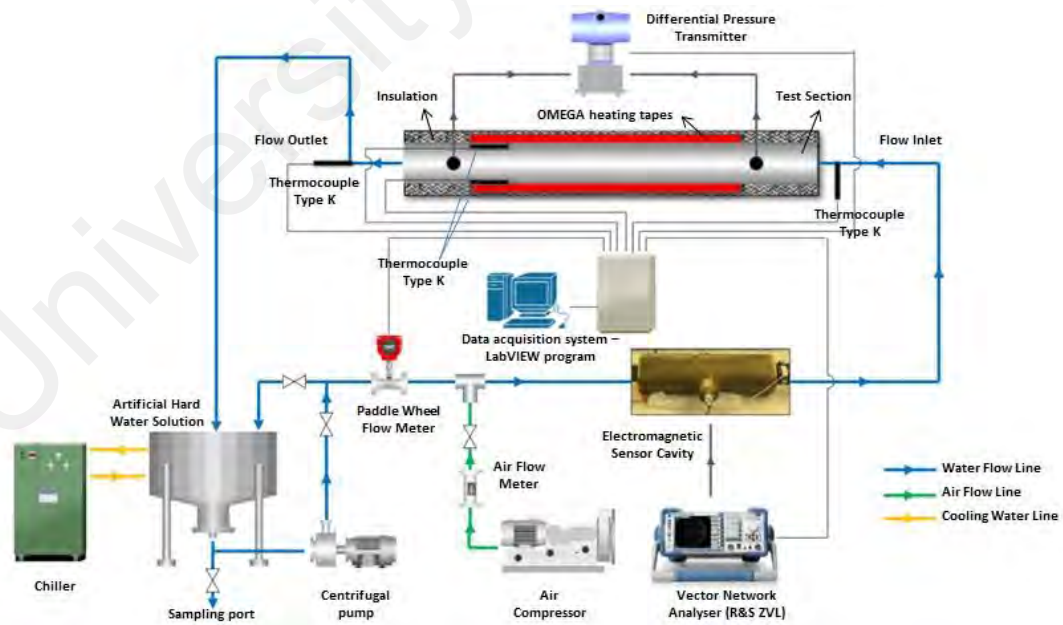 University
Differential Pressure
Transmitter
Insulation
Test Section
OMEGA heating tapes
Flow Outlet
Flow Inlet
Thermocouple
Type K
Thermocouple
Type K
Thermocouple
Type K
Data acquisition system –
LabVIEW program
Artificial Hard
Water Solution
Paddle Wheel
Flow Meter
Electromagnetic
Sensor Cavity
Air Flow
Meter
Water Flow Line
Air Flow Line
Cooling Water Line
Chiller
Sampling port
Centrifugal
pump
Air
Compressor
Vector Network
Analyser (R&S ZVL)